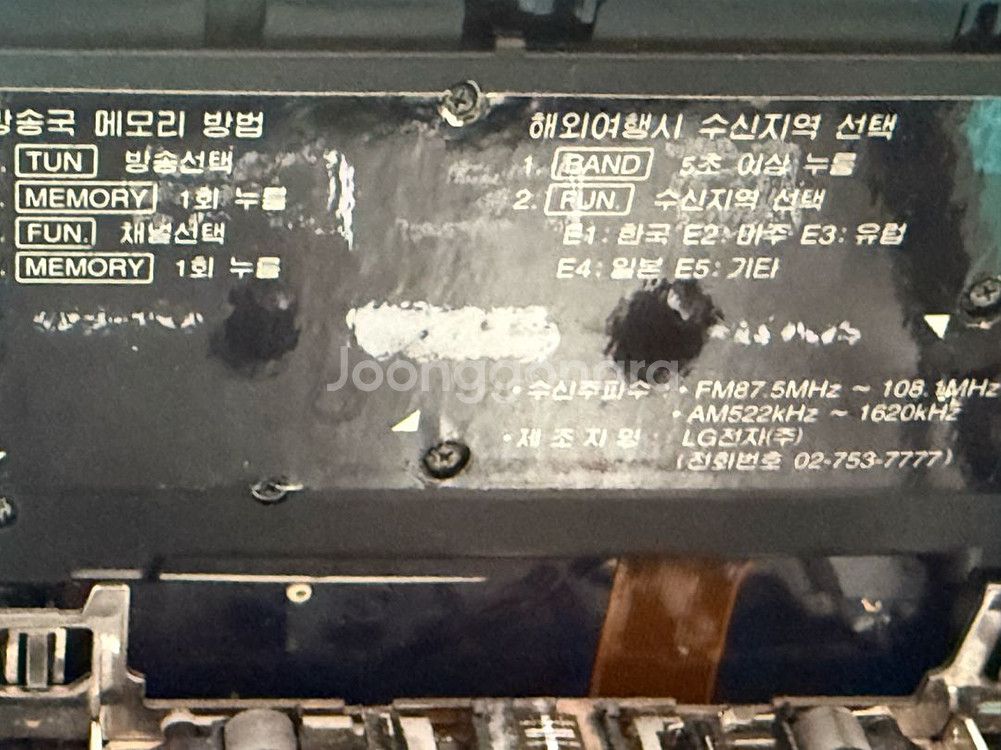 방송국 메모리 방법
TUN 방송선택
MEMORY 1회 누름
FUN. 채널선택
MEMORY 1회 누름
해외여행시 수신지역 선택
1. BAND 5초 이상 누름
2. FUN. 수신지역 선택
E1: 한국 E2: 미주 E3: 유럽
E4: 일본 E5: 기타
Joonggonara
• 수신주파수 : • FM87.5MHz ~ 108.1MHz
• AM522kHz ~ 1620kHz
• 제 조 자 명 : LG전자(주)
(전화번호 02-753-7777)